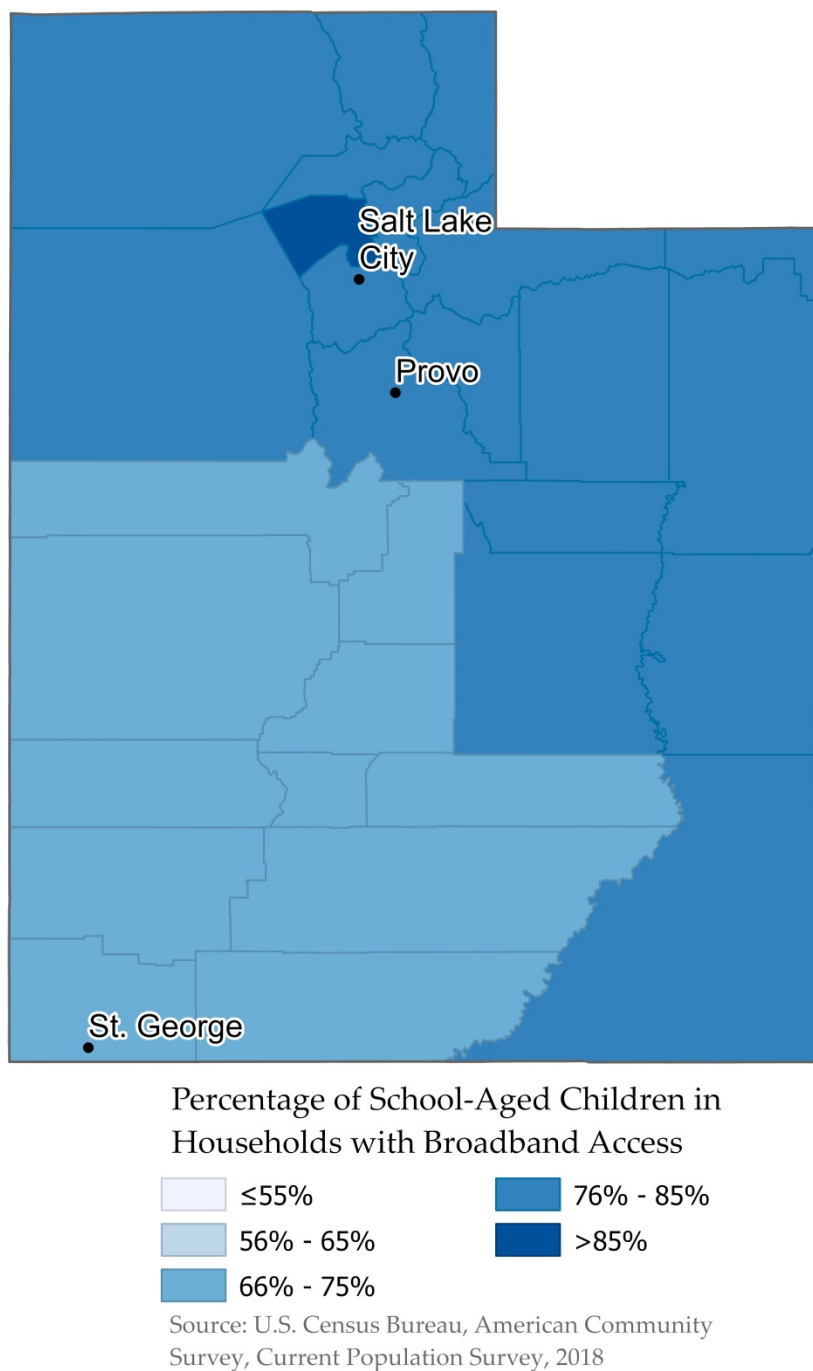 Salt Lake
City
Provo
St. George
Percentage of School-Aged Children in
Households with Broadband Access
≤55%
76% - 85%
56% - 65%
>85%
66% - 75%
Source: U.S. Census Bureau, American Community
Survey, Current Population Survey, 2018